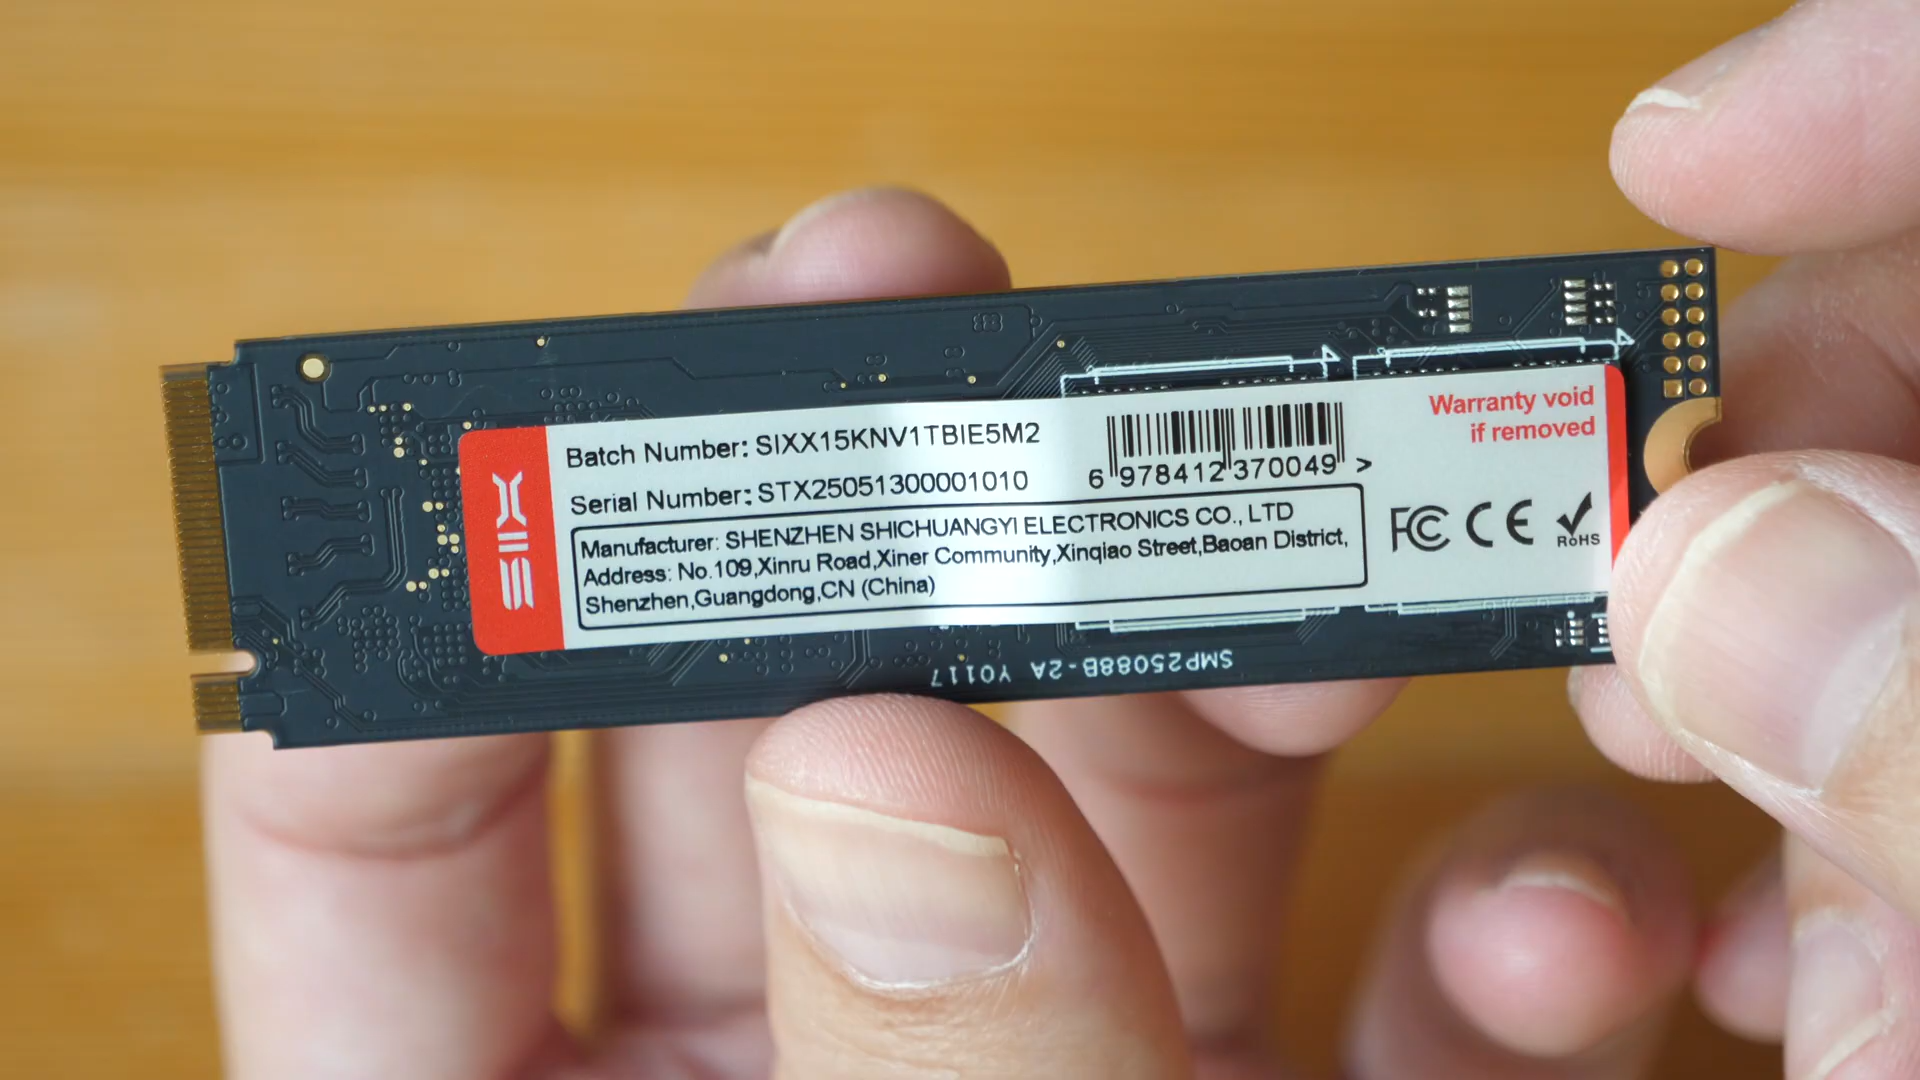 SIIX
Batch Number: SIXX15KNV1TBIE5M2
Serial Number: STX25051300001010
6 978412 370049 >
Warranty void
if removed
Manufacturer: SHENZHEN SHICHUANGYI ELECTRONICS CO., LTD
Address: No.109,Xinru Road,Xiner Community,Xinqiao Street,Baoan District,
Shenzhen,Guangdong,CN (China)
FC CE RoHS
SMP25088B-2A Y0117